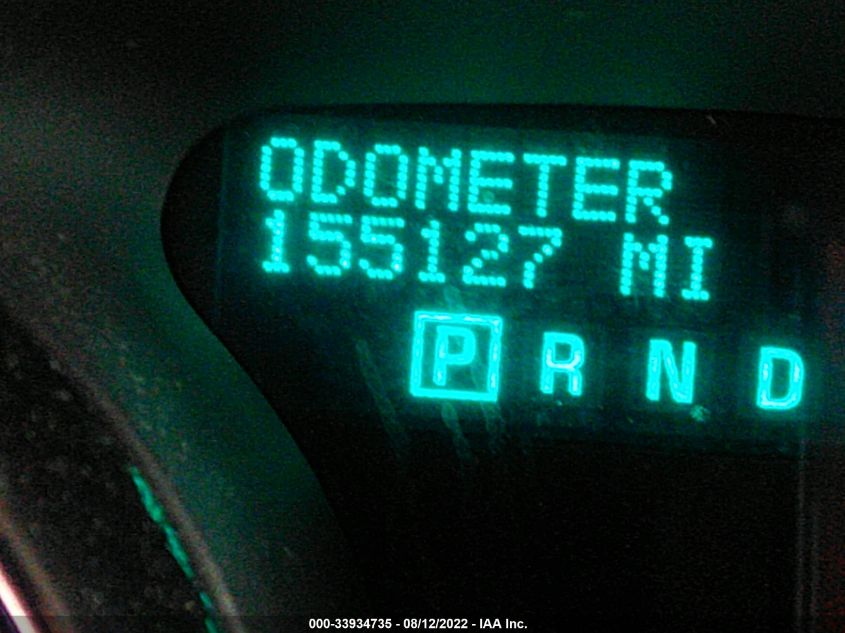 ODOMETER
155127 MI
P R N D
000-33934735 - 08/12/2022 - IAA Inc.